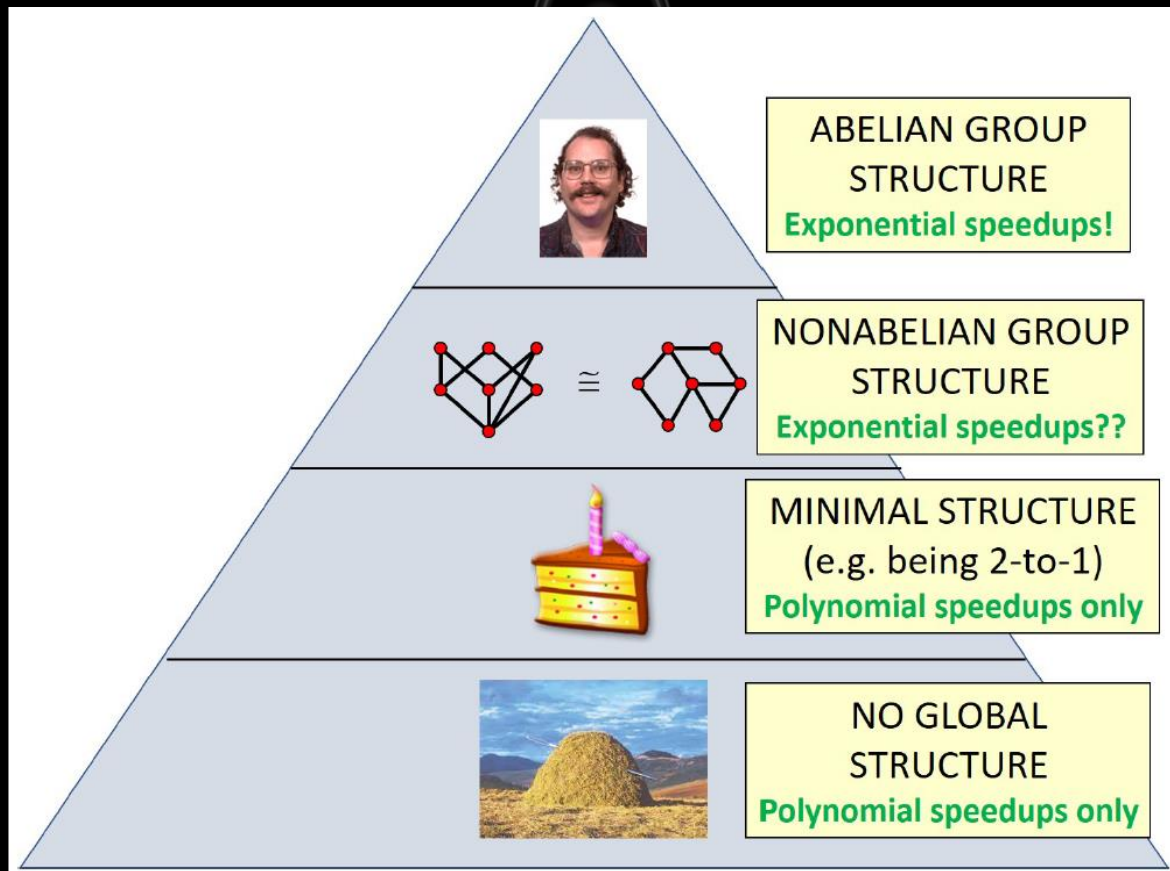 ABELIAN GROUP
STRUCTURE
Exponential speedups!
≅
NONABELIAN GROUP
STRUCTURE
Exponential speedups??
MINIMAL STRUCTURE
(e.g. being 2-to-1)
Polynomial speedups only
NO GLOBAL
STRUCTURE
Polynomial speedups only